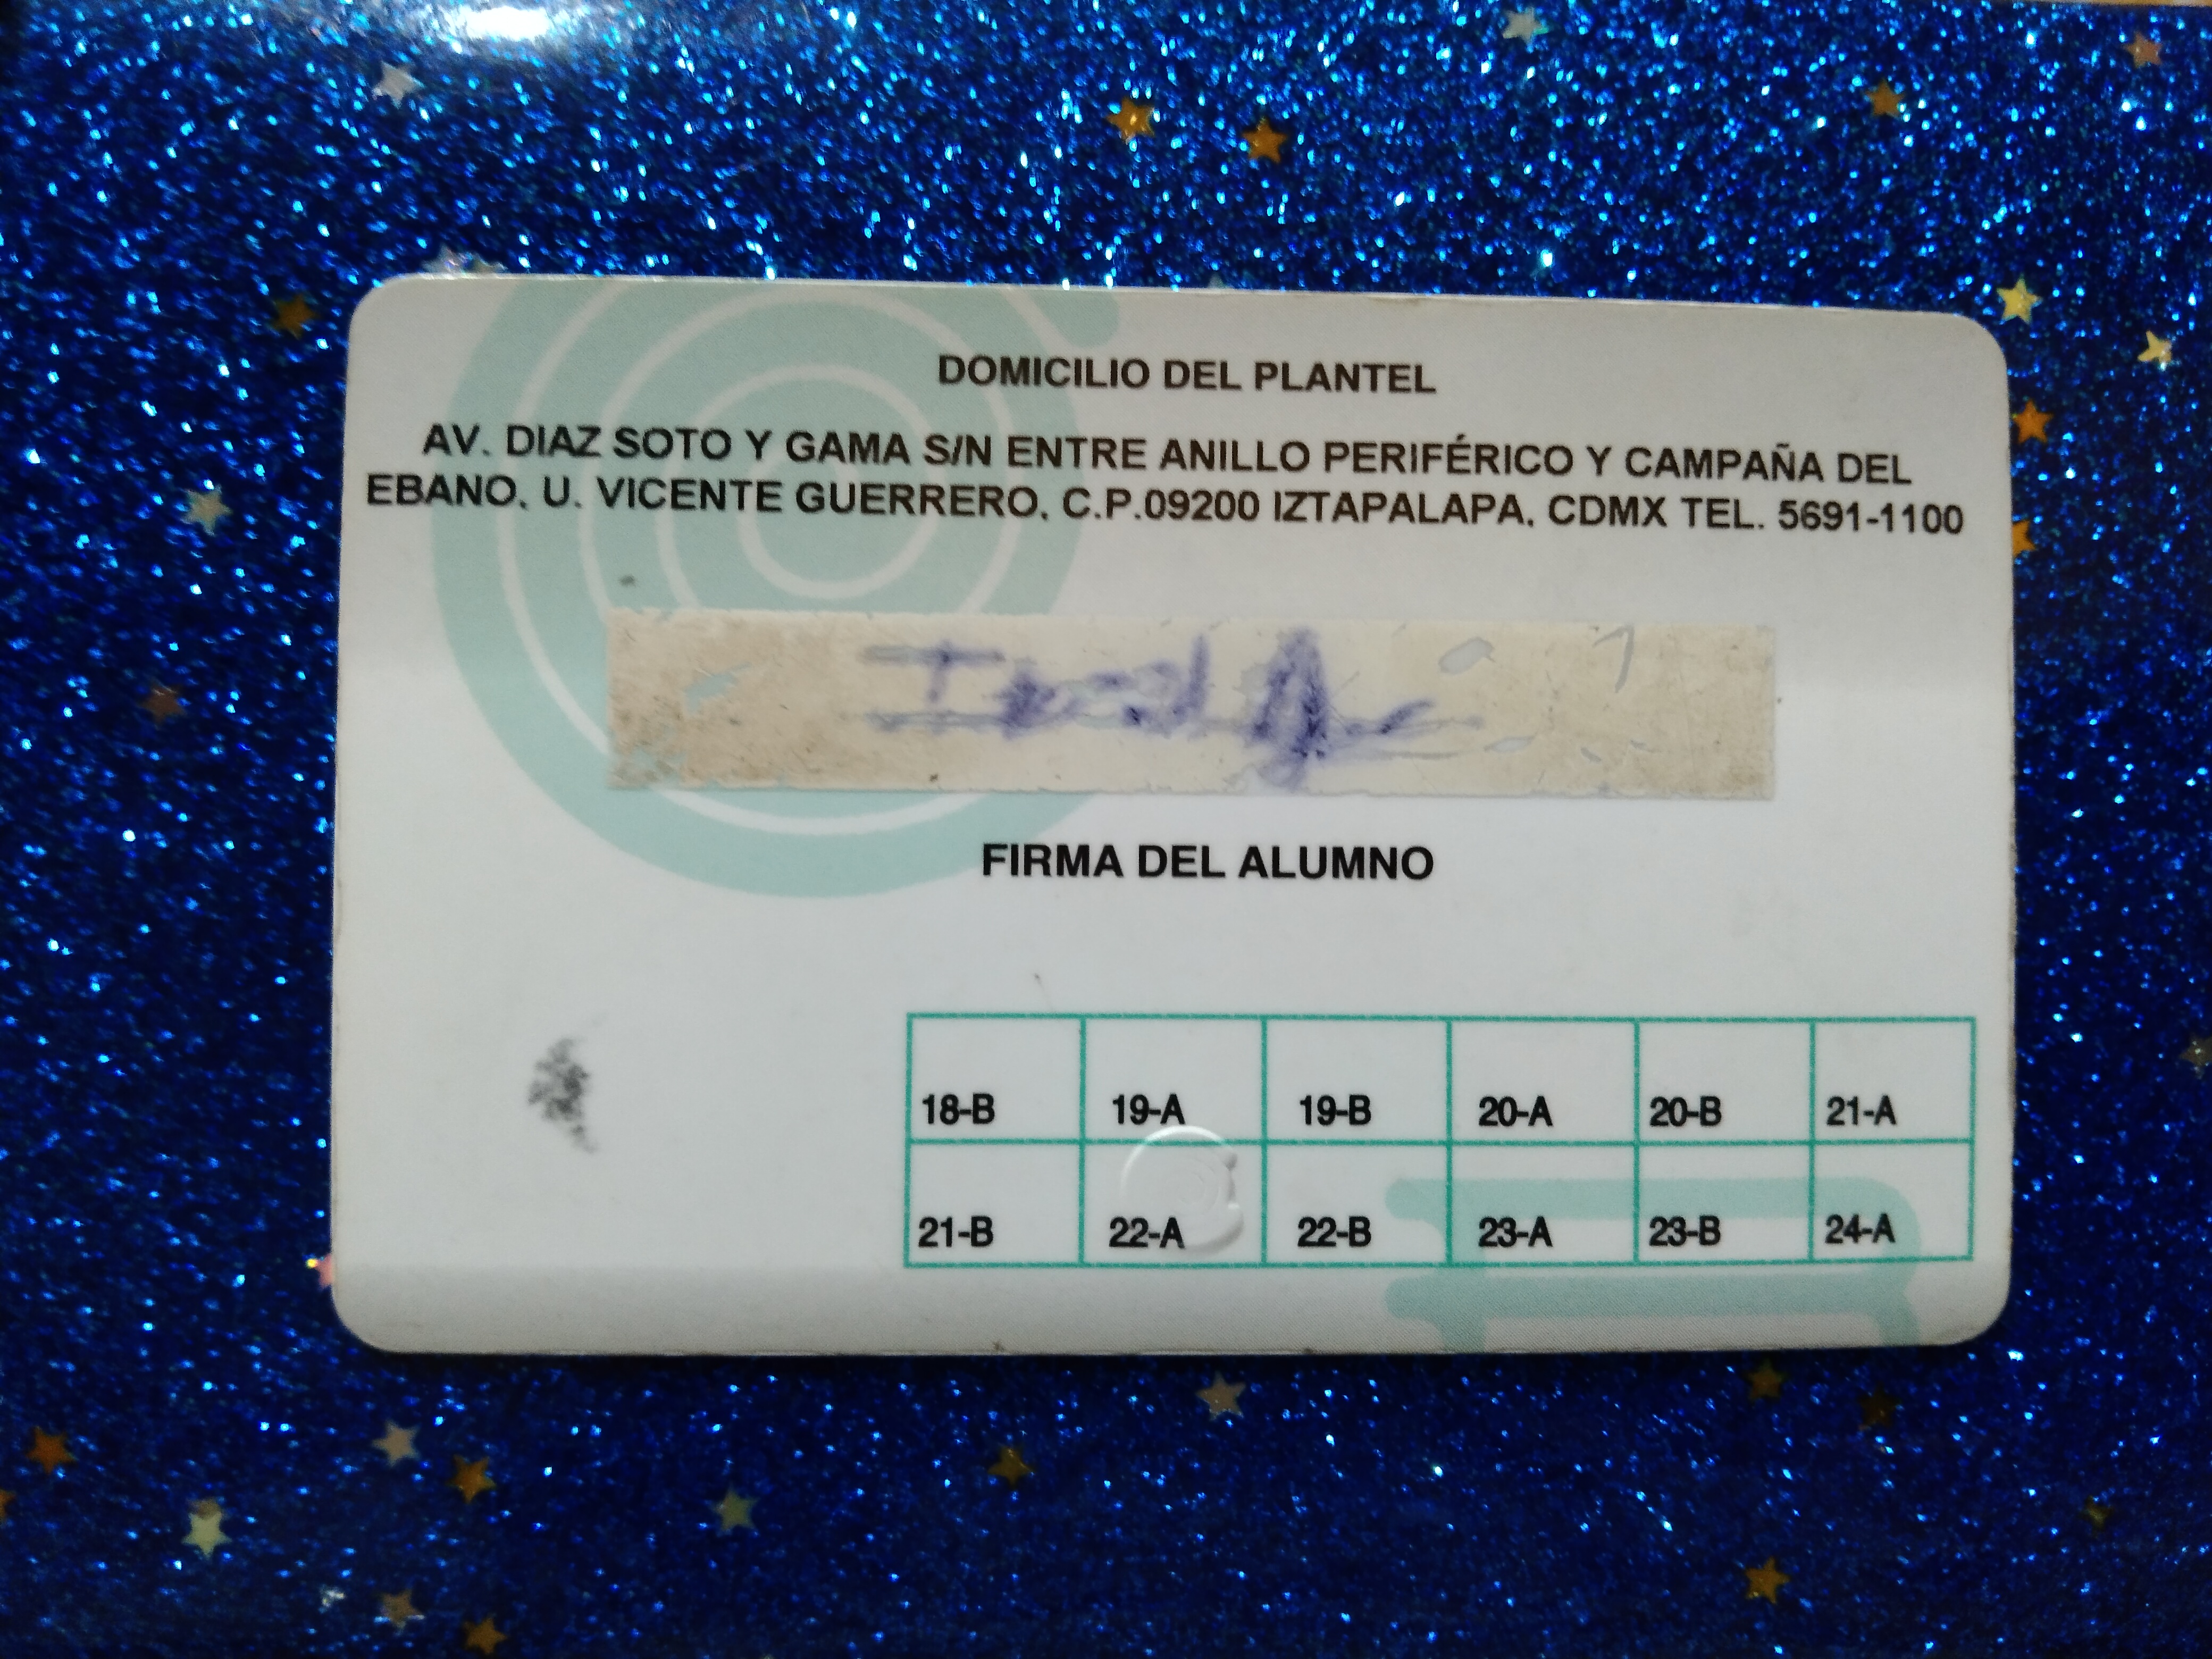 DOMICILIO DEL PLANTEL
AV. DIAZ SOTO Y GAMA S/N ENTRE ANILLO PERIFÉRICO Y CAMPAÑA DEL
EBANO, U. VICENTE GUERRERO, C.P.09200 IZTAPALAPA, CDMX TEL. 5691-1100
FIRMA DEL ALUMNO
18-B 19-A 19-B 20-A 20-B 21-A
21-B 22-A 22-B 23-A 23-B 24-A